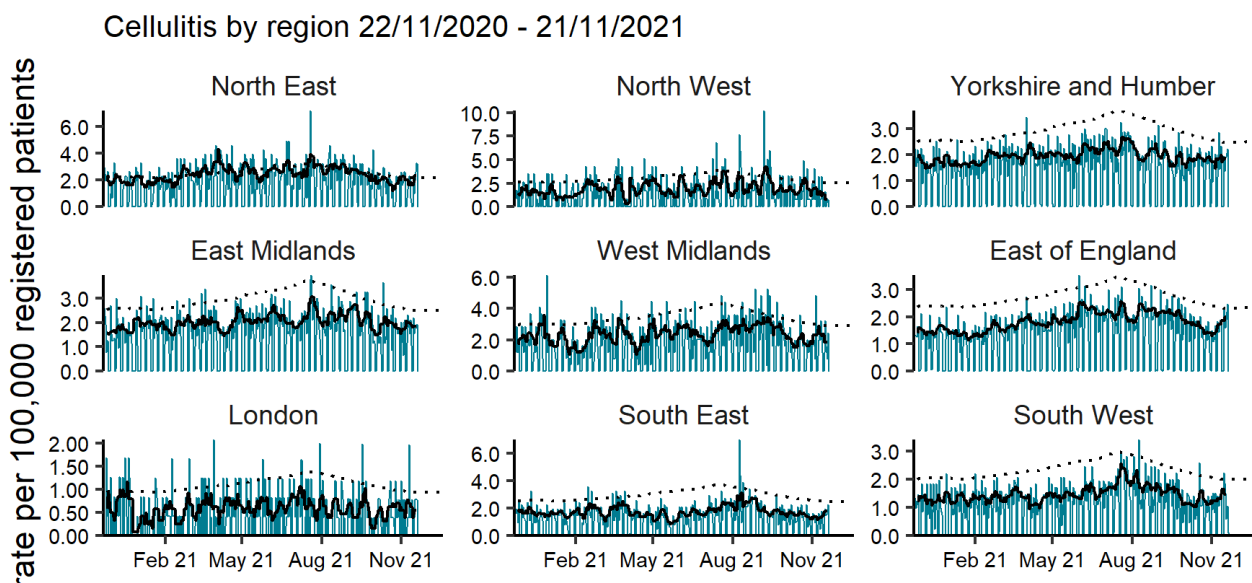 Cellulitis by region 22/11/2020 - 21/11/2021
rate per 100,000 registered patients
North East
6.0
4.0
2.0
0.0
North West
10.0
7.5
5.0
2.5
0.0
Yorkshire and Humber
3.0
2.0
1.0
0.0
East Midlands
3.0
2.0
1.0
0.0
West Midlands
6.0
4.0
2.0
0.0
East of England
3.0
2.0
1.0
0.0
London
2.00
1.50
1.00
0.50
0.00
Feb 21 May 21 Aug 21 Nov 21
South East
6.0
4.0
2.0
0.0
Feb 21 May 21 Aug 21 Nov 21
South West
3.0
2.0
1.0
0.0
Feb 21 May 21 Aug 21 Nov 21